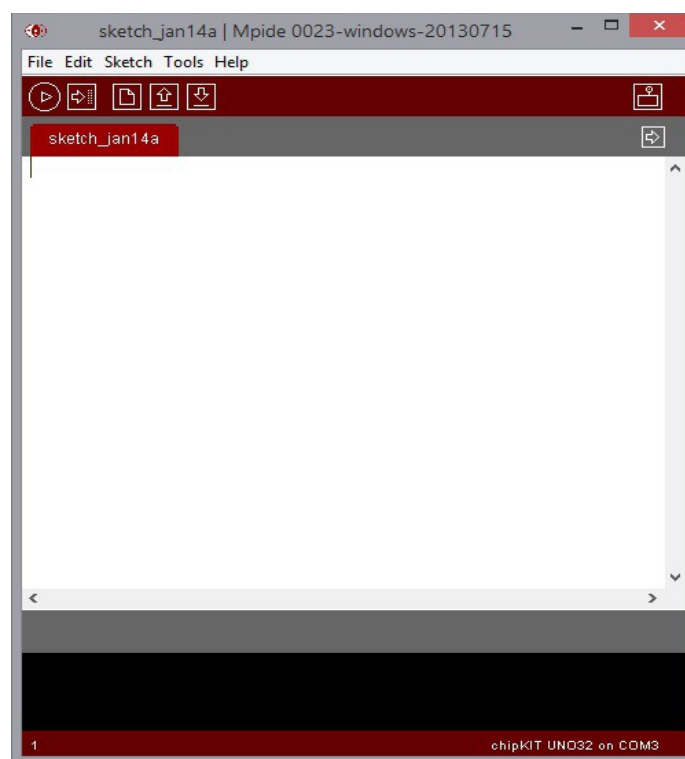 sketch_jan14a | Mpide 0023-windows-20130715
File Edit Sketch Tools Help
sketch_jan14a
1 chipKIT UNO32 on COM3